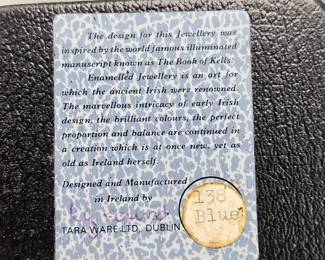 The design for this Jewellery was
inspired by the world famous illuminated
manuscript known as The Book of Kells.
Enamelled Jewellery is an art for
which the ancient Irish were renowned.
The marvellous intricacy of early Irish
design, the brilliant colours, the perfect
proportion and balance are continued in
a creation which is at once new, yet as
old as Ireland herself.
Designed and Manufactured
in Ireland by
TARA WARE LTD, DUBLIN
138
Blue